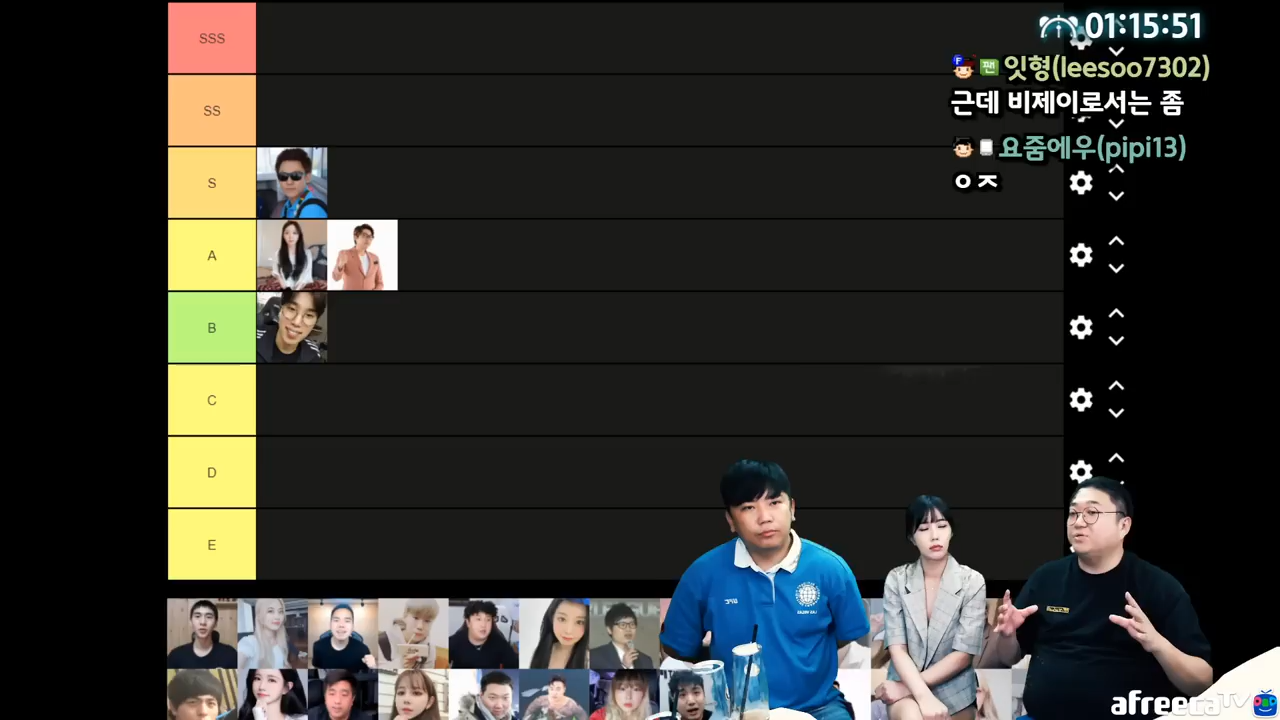 SSS
01:15:51
짼 잇형(leesoo7302)
근데 비제이로서는 좀
SS
요줌에우(pipi13)
ㅇㅈ
S
A
B
C
D
E
afreecaTV